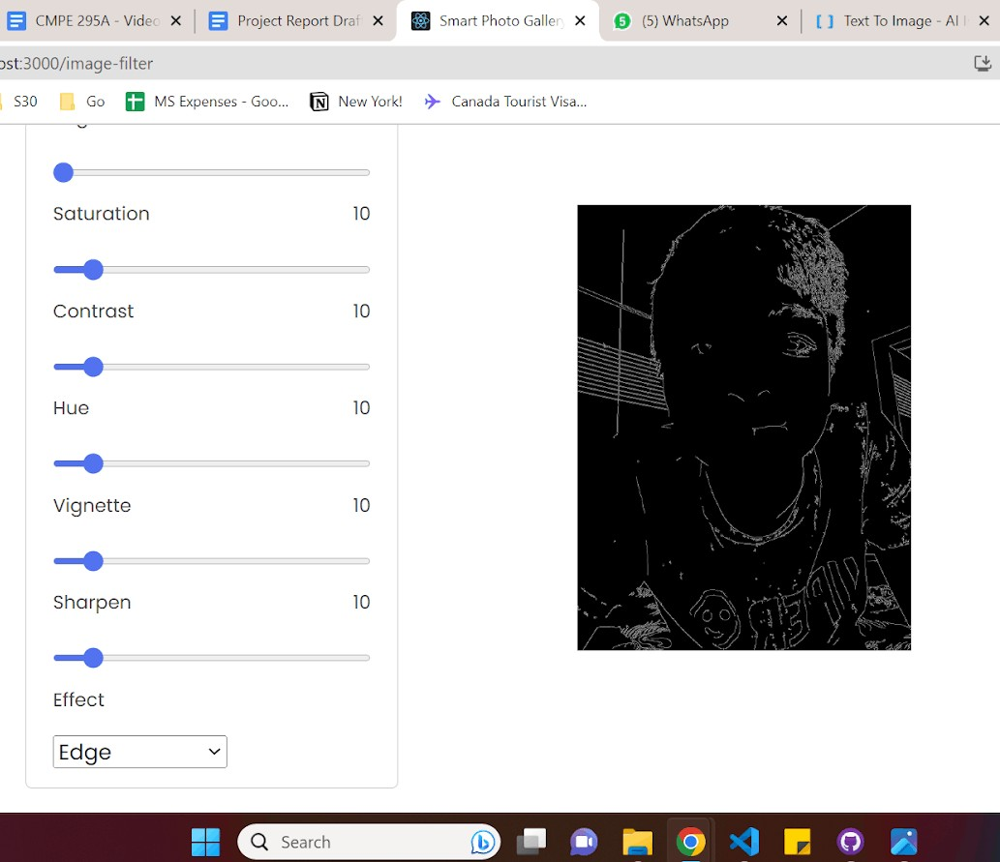 CMPE 295A - Video
Project Report Draf
Smart Photo Gallery
5
(5) WhatsApp
Text To Image - AI
ost:3000/image-filter
S30
Go
MS Expenses - Goo...
New York!
Canada Tourist Visa...
Saturation 10
Contrast 10
Hue 10
Vignette 10
Sharpen 10
Effect
Edge
Search